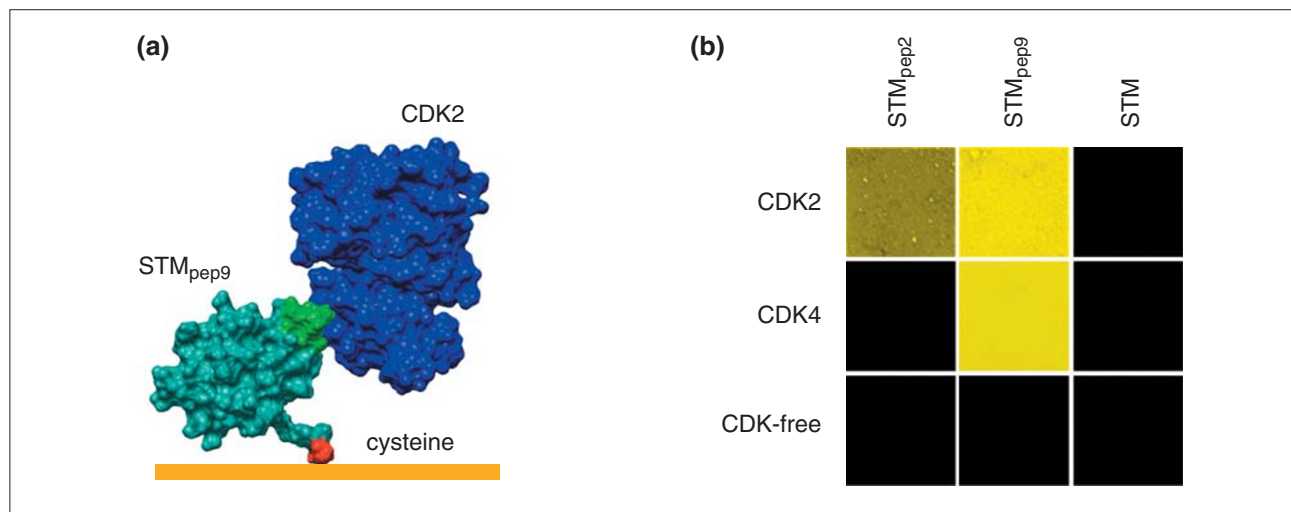 (a)
CDK2
STMpep9
cysteine
(b)
STMpep2
STMpep9
STM
CDK2
CDK4
CDK-free